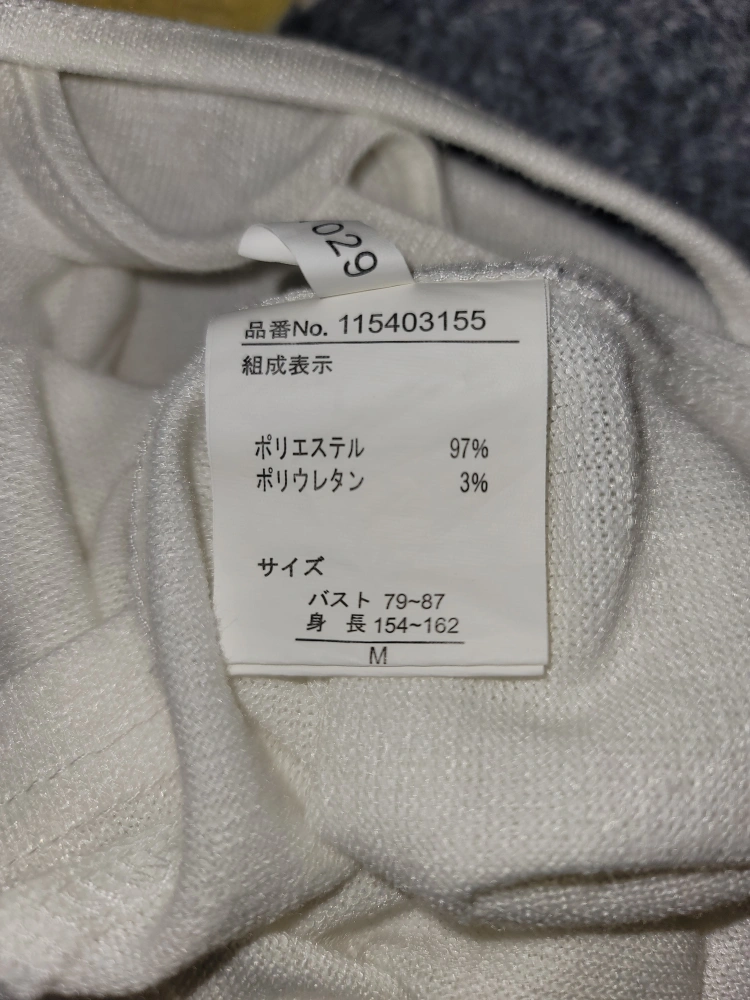 029
品番No. 115403155
組成表示
ポリエステル 97%
ポリウレタン 3%
サイズ
バスト 79~87
身 長 154~162
M